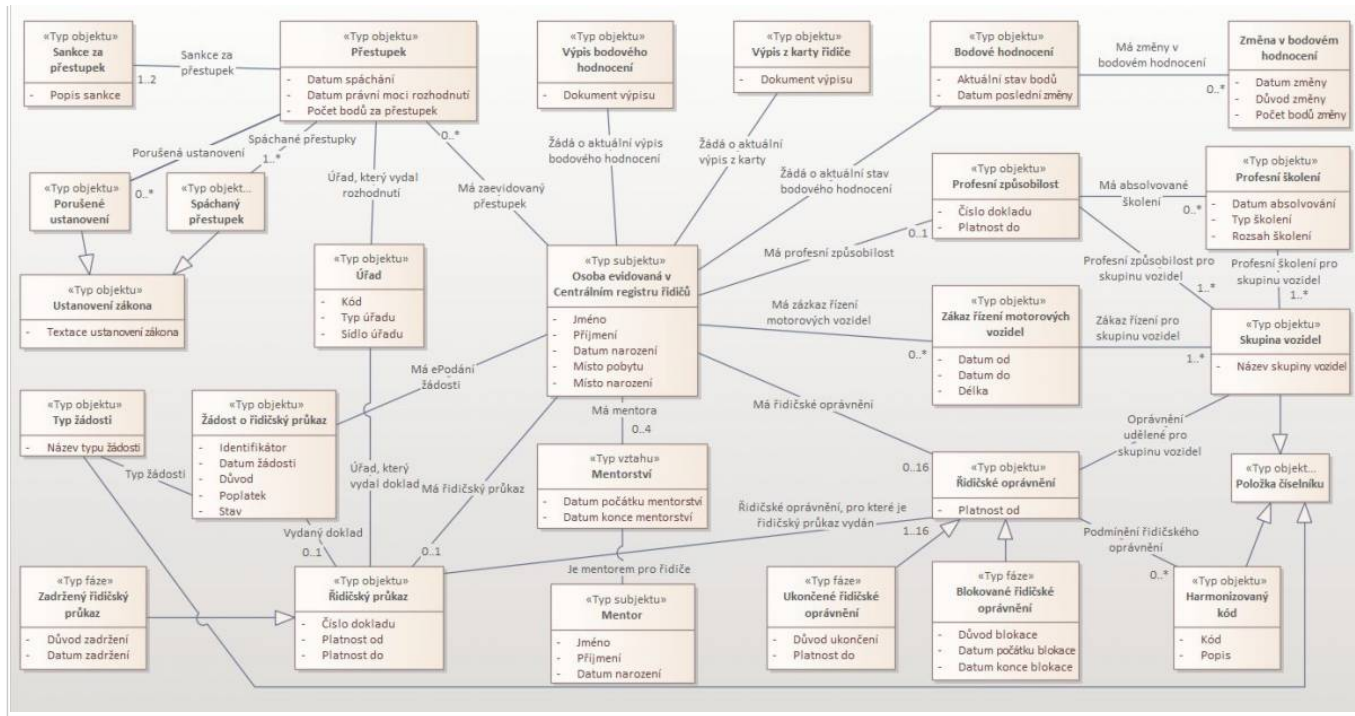 «Typ objektu»
Sankce za
přestupek
- Popis sankce
Sankce za
přestupek
1..2
«Typ objektu»
Přestupek
- Datum spáchání
- Datum právní moci rozhodnutí
- Počet bodů za přestupek
«Typ objektu»
Výpis bodového
hodnocení
- Dokument výpisu
«Typ objektu»
Výpis z karty řidiče
- Dokument výpisu
«Typ objektu»
Bodové hodnocení
- Aktuální stav bodů
- Datum poslední změny
Má změny v
bodovém hodnocení
0..*
«Typ objektu»
Změna v bodovém
hodnocení
- Datum změny
- Důvod změny
- Počet bodů změny
Porušená ustanovení
0..*
Spáchané přestupky
1..*
Úřad, který vydal
rozhodnutí
0..*
Má zaevidovaný
přestupek
Žádá o aktuální výpis
bodového hodnocení
Žádá o aktuální
výpis z karty
Žádá o aktuální stav
bodového hodnocení
«Typ objektu»
Porušené
ustanovení
«Typ objekt...
Spáchaný
přestupek
«Typ objektu»
Profesní způsobilost
- Číslo dokladu
- Platnost do
Má absolvované
školení
0..*
«Typ objektu»
Profesní školení
- Datum absolvování
- Typ školení
- Rozsah školení
Má profesní způsobilost
0..1
«Typ objektu»
Ustanovení zákona
- Textace ustanovení zákona
«Typ objektu»
Úřad
- Kód
- Typ úřadu
- Sídlo úřadu
«Typ subjektu»
Osoba evidovaná v
Centrálním registru řidičů
- Jméno
- Příjmení
- Datum narození
- Místo pobytu
- Místo narození
Profesní způsobilost pro
skupinu vozidel
1..*
Profesní školení pro
skupinu vozidel
1..*
Má zázkaz řízení
motorových vozidel
0..*
«Typ objektu»
Zákaz řízení motorových
vozidel
- Datum od
- Datum do
- Délka
Zákaz řízení pro
skupinu vozidel
1..*
«Typ objektu»
Skupina vozidel
- Název skupiny vozidel
«Typ objektu»
Typ žádosti
- Název typu žádosti
Typ žádosti
«Typ objektu»
Žádost o řidičský průkaz
- Identifikátor
- Datum žádosti
- Důvod
- Poplatek
- Stav
Má ePodání
žádosti
Úřad, který
vydal doklad
Má řidičský průkaz
0..1
Vydaný doklad
0..1
Má mentora
0..4
«Typ vztahu»
Mentorství
- Datum počátku mentorství
- Datum konce mentorství
Je mentorem pro řidiče
Má řidičské oprávnění
0..16
Řidičské oprávnění, pro které je
řidičský průkaz vydán
1..16
«Typ objektu»
Řidičské oprávnění
- Platnost od
Oprávnění
udělené pro
skupinu vozidel
«Typ objekt...
Položka číselníku
Podmínění řidičského
oprávnění
0..*
«Typ fáze»
Zadržený řidičský
průkaz
- Důvod zadržení
- Datum zadržení
«Typ objektu»
Řidičský průkaz
- Číslo dokladu
- Platnost od
- Platnost do
«Typ subjektu»
Mentor
- Jméno
- Příjmení
- Datum narození
«Typ fáze»
Ukončené řidičské
oprávnění
- Důvod ukončení
- Platnost do
«Typ fáze»
Blokované řidičské
oprávnění
- Důvod blokace
- Datum počátku blokace
- Datum konce blokace
«Typ objektu»
Harmonizovaný
kód
- Kód
- Popis